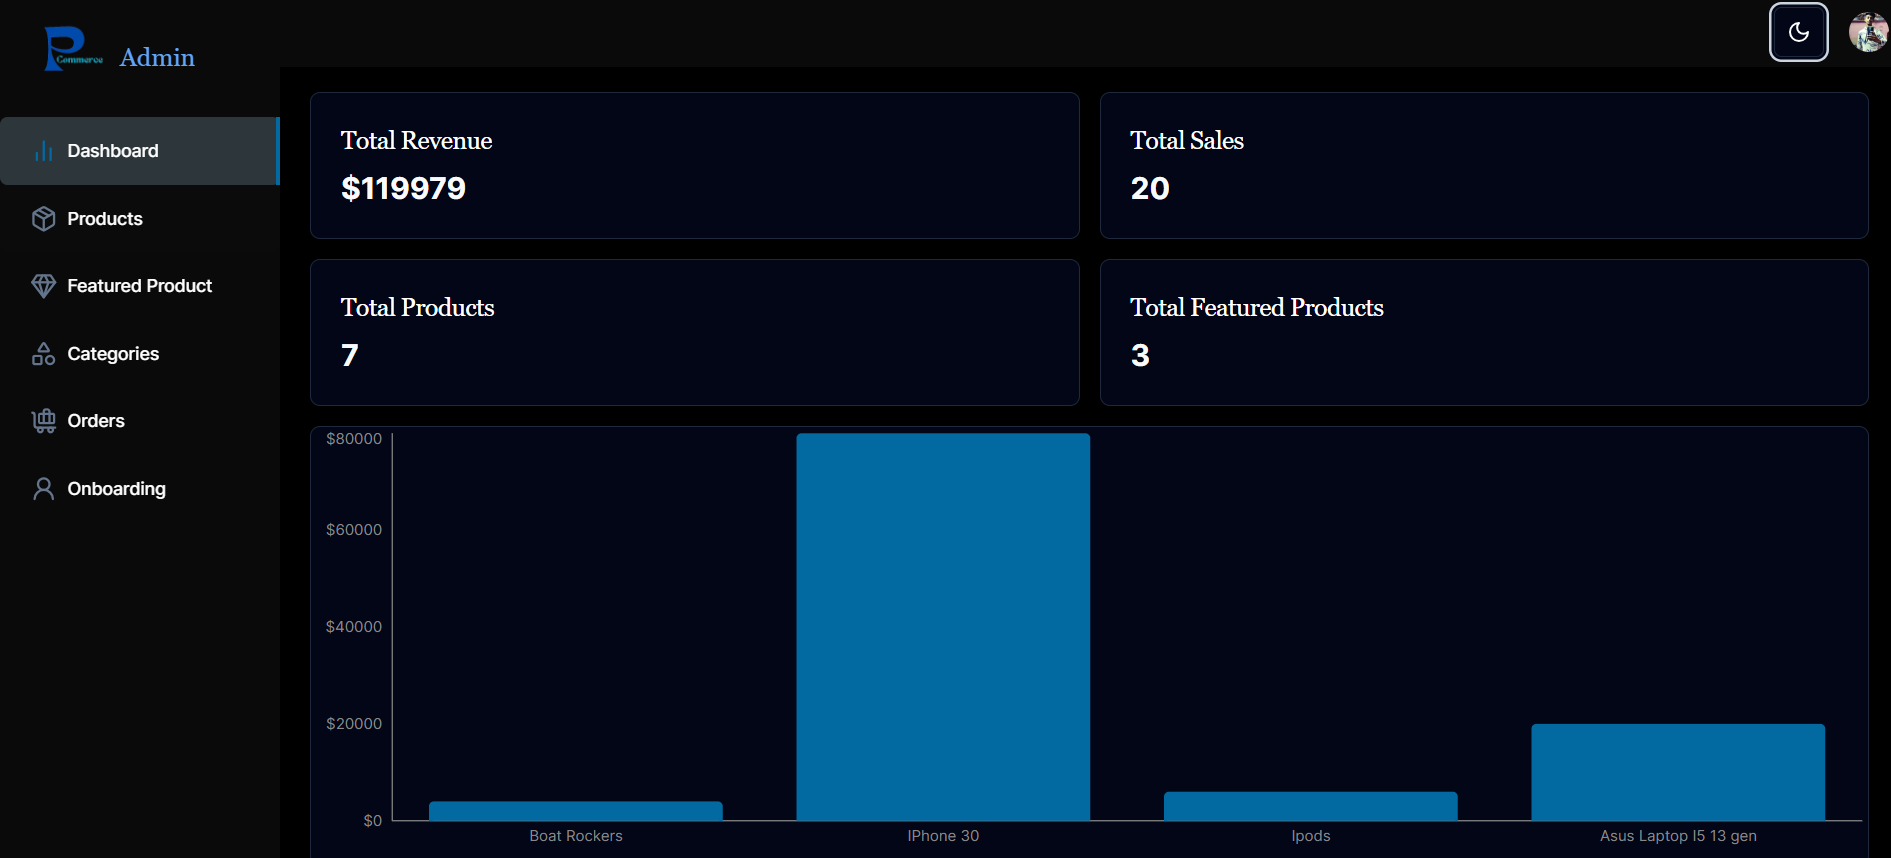 Commerce
Admin
Dashboard
Products
Featured Product
Categories
Orders
Onboarding
Total Revenue
$119979
Total Sales
20
Total Products
7
Total Featured Products
3
$80000
$60000
$40000
$20000
$0
Boat Rockers
IPhone 30
Ipods
Asus Laptop I5 13 gen